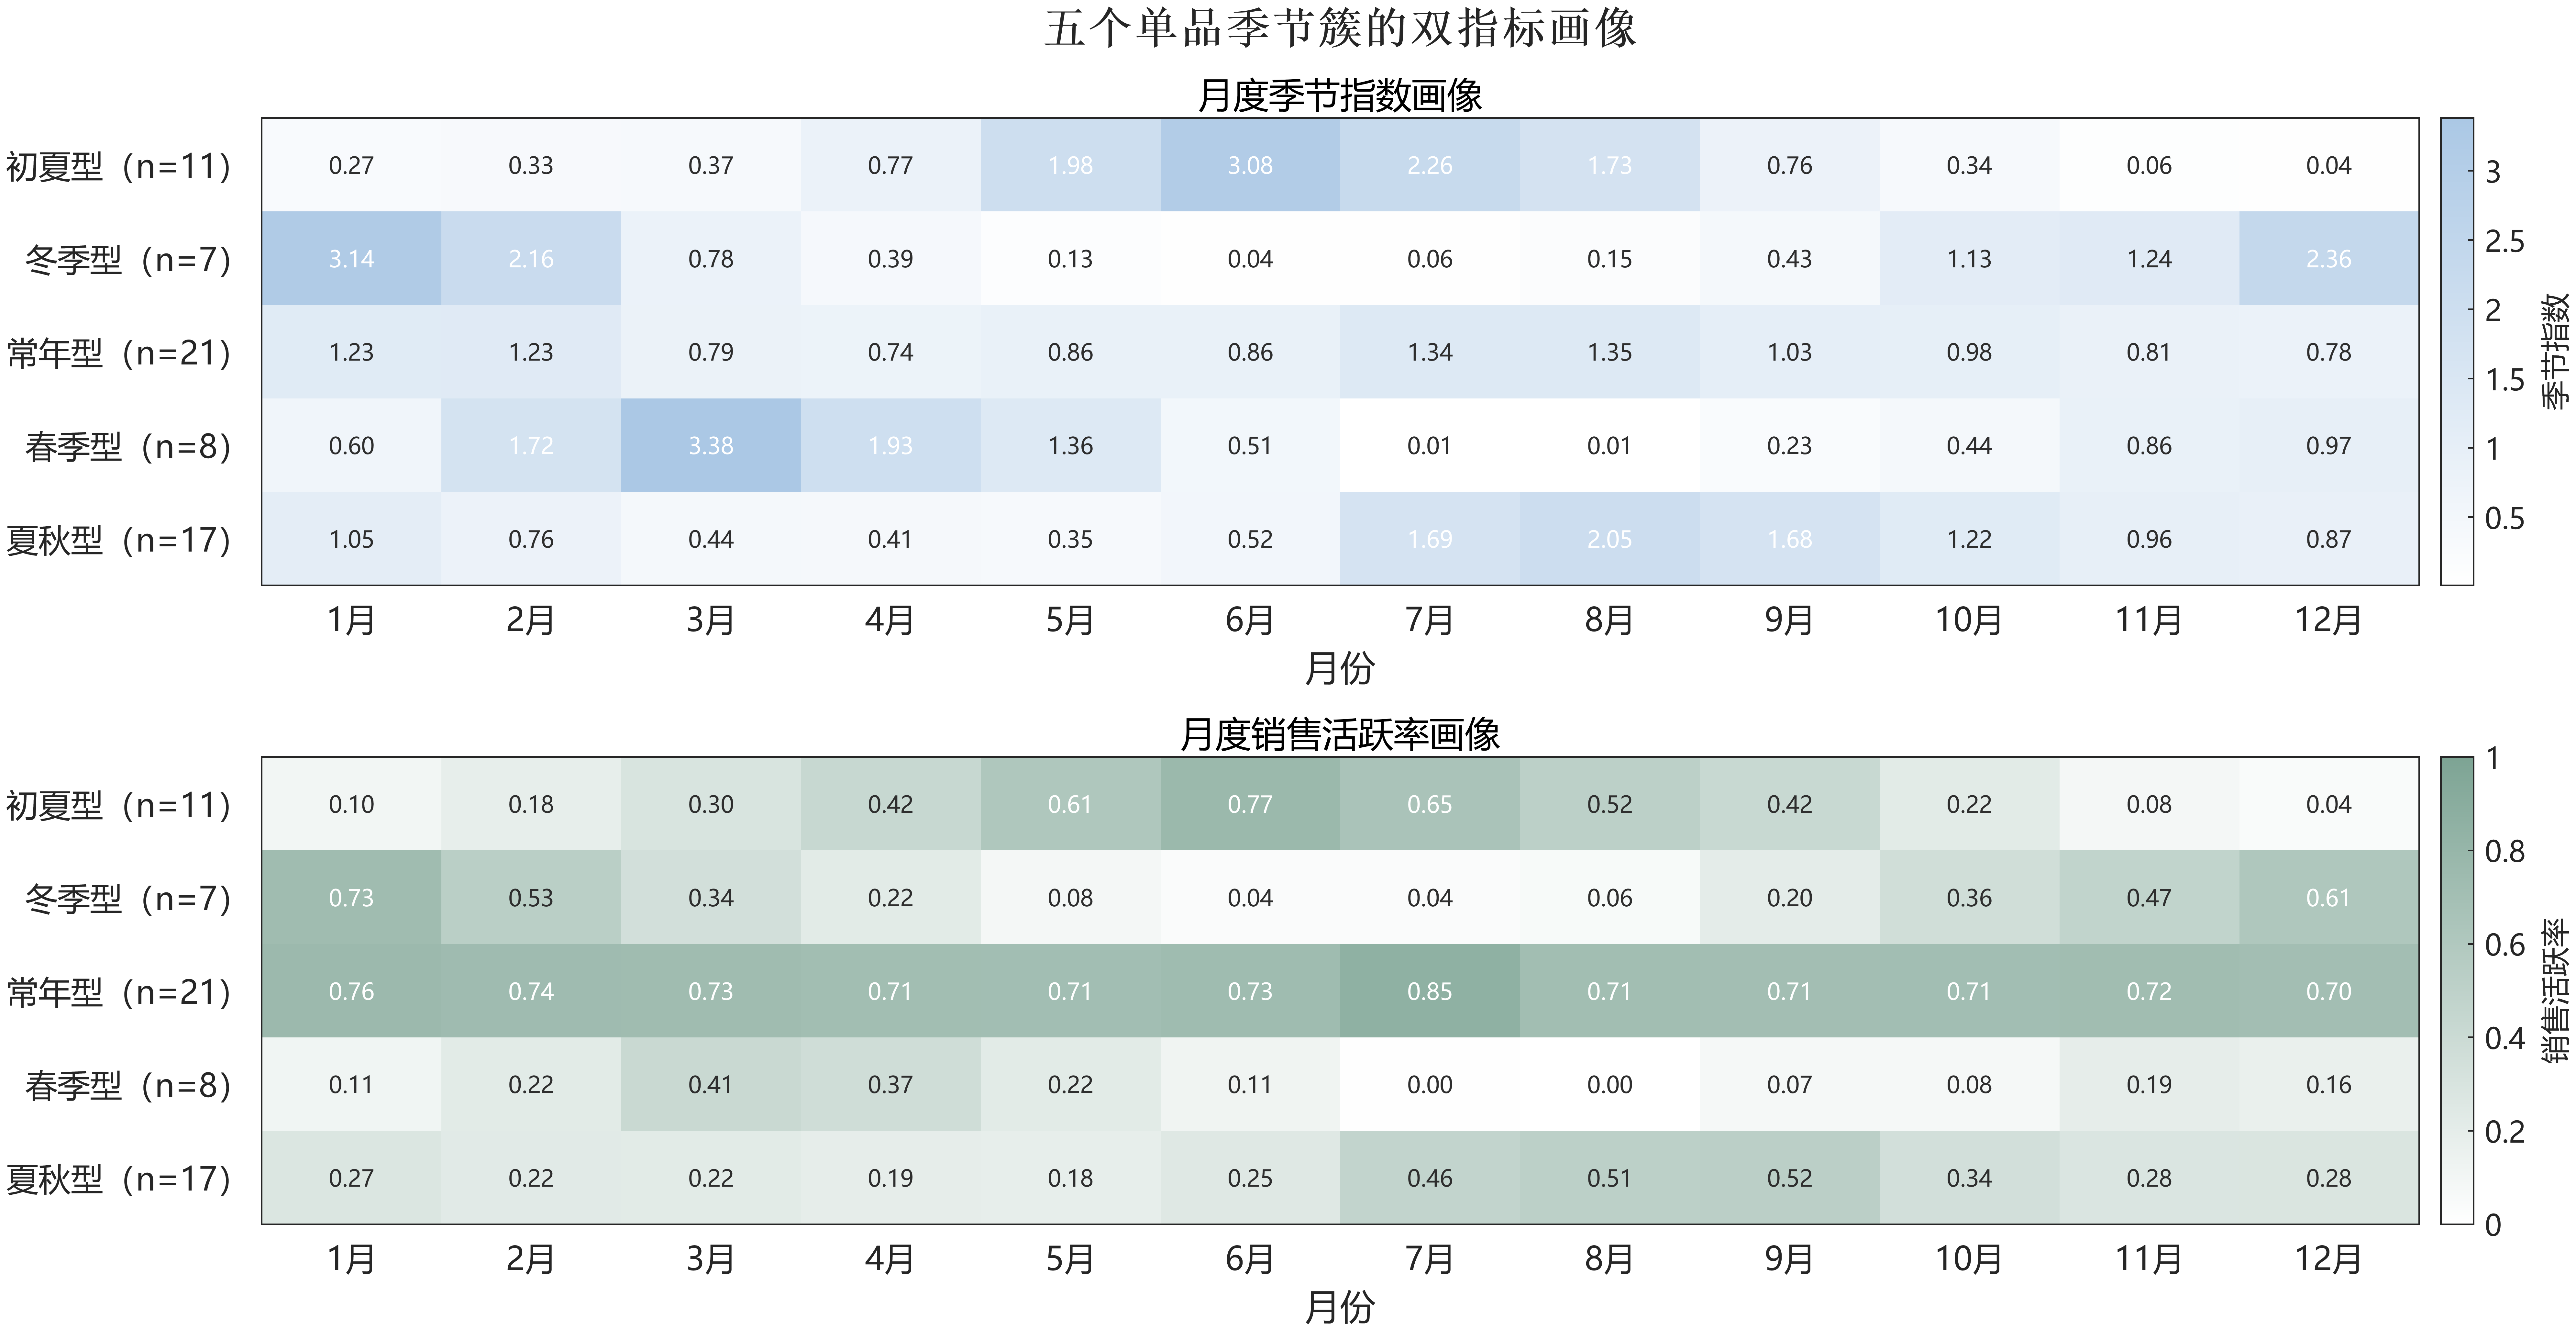 五个单品季节簇的双指标画像
月度季节指数画像
初夏型（n=11） 0.27 0.33 0.37 0.77 1.98 3.08 2.26 1.73 0.76 0.34 0.06 0.04
冬季型（n=7） 3.14 2.16 0.78 0.39 0.13 0.04 0.06 0.15 0.43 1.13 1.24 2.36
常年型（n=21） 1.23 1.23 0.79 0.74 0.86 0.86 1.34 1.35 1.03 0.98 0.81 0.78
春季型（n=8） 0.60 1.72 3.38 1.93 1.36 0.51 0.01 0.01 0.23 0.44 0.86 0.97
夏秋型（n=17） 1.05 0.76 0.44 0.41 0.35 0.52 1.69 2.05 1.68 1.22 0.96 0.87
1月 2月 3月 4月 5月 6月 7月 8月 9月 10月 11月 12月
月份
3
2.5
2
1.5
1
0.5
季节指数
月度销售活跃率画像
初夏型（n=11） 0.10 0.18 0.30 0.42 0.61 0.77 0.65 0.52 0.42 0.22 0.08 0.04
冬季型（n=7） 0.73 0.53 0.34 0.22 0.08 0.04 0.04 0.06 0.20 0.36 0.47 0.61
常年型（n=21） 0.76 0.74 0.73 0.71 0.71 0.73 0.85 0.71 0.71 0.71 0.72 0.70
春季型（n=8） 0.11 0.22 0.41 0.37 0.22 0.11 0.00 0.00 0.07 0.08 0.19 0.16
夏秋型（n=17） 0.27 0.22 0.22 0.19 0.18 0.25 0.46 0.51 0.52 0.34 0.28 0.28
1月 2月 3月 4月 5月 6月 7月 8月 9月 10月 11月 12月
月份
1
0.8
0.6
0.4
0.2
0
销售活跃率